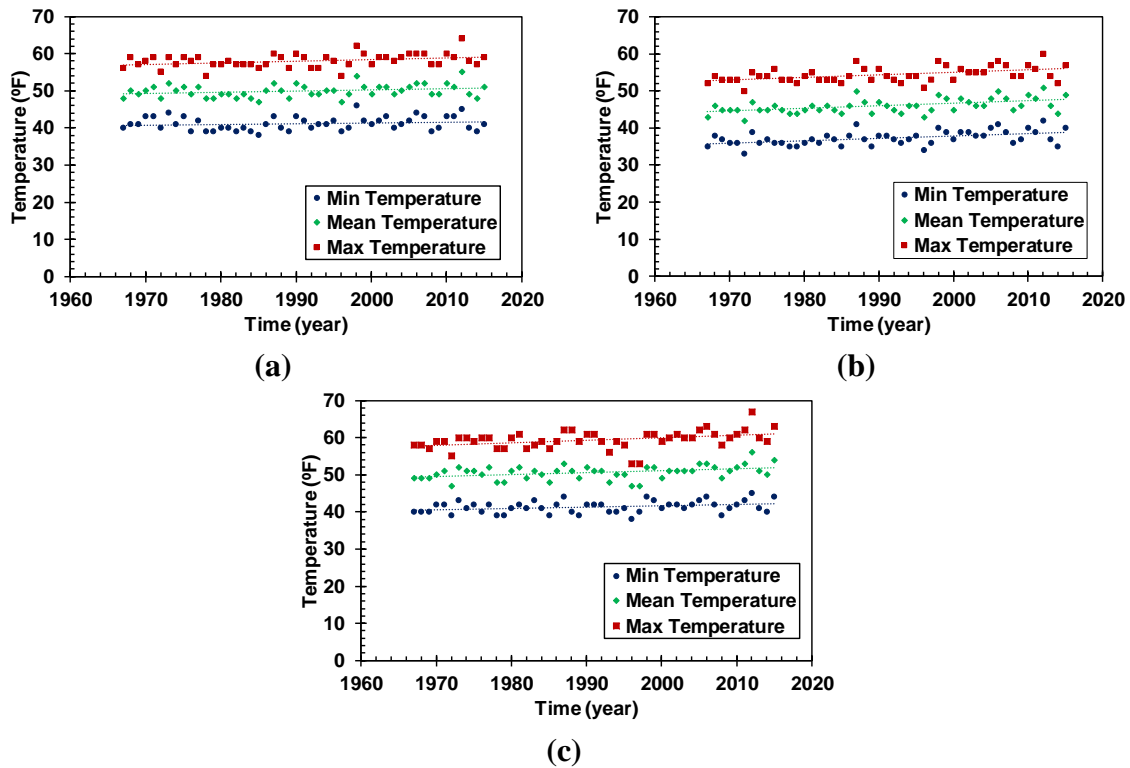 70
60
50
40
30
20
10
0
Temperature (ºF)
Min Temperature
Mean Temperature
Max Temperature
1960 1970 1980 1990 2000 2010 2020
Time (year)
(a)
70
60
50
40
30
20
10
0
Temperature (ºF)
Min Temperature
Mean Temperature
Max Temperature
1960 1970 1980 1990 2000 2010 2020
Time (year)
(b)
70
60
50
40
30
20
10
0
Temperature (ºF)
Min Temperature
Mean Temperature
Max Temperature
1960 1970 1980 1990 2000 2010 2020
Time (year)
(c)